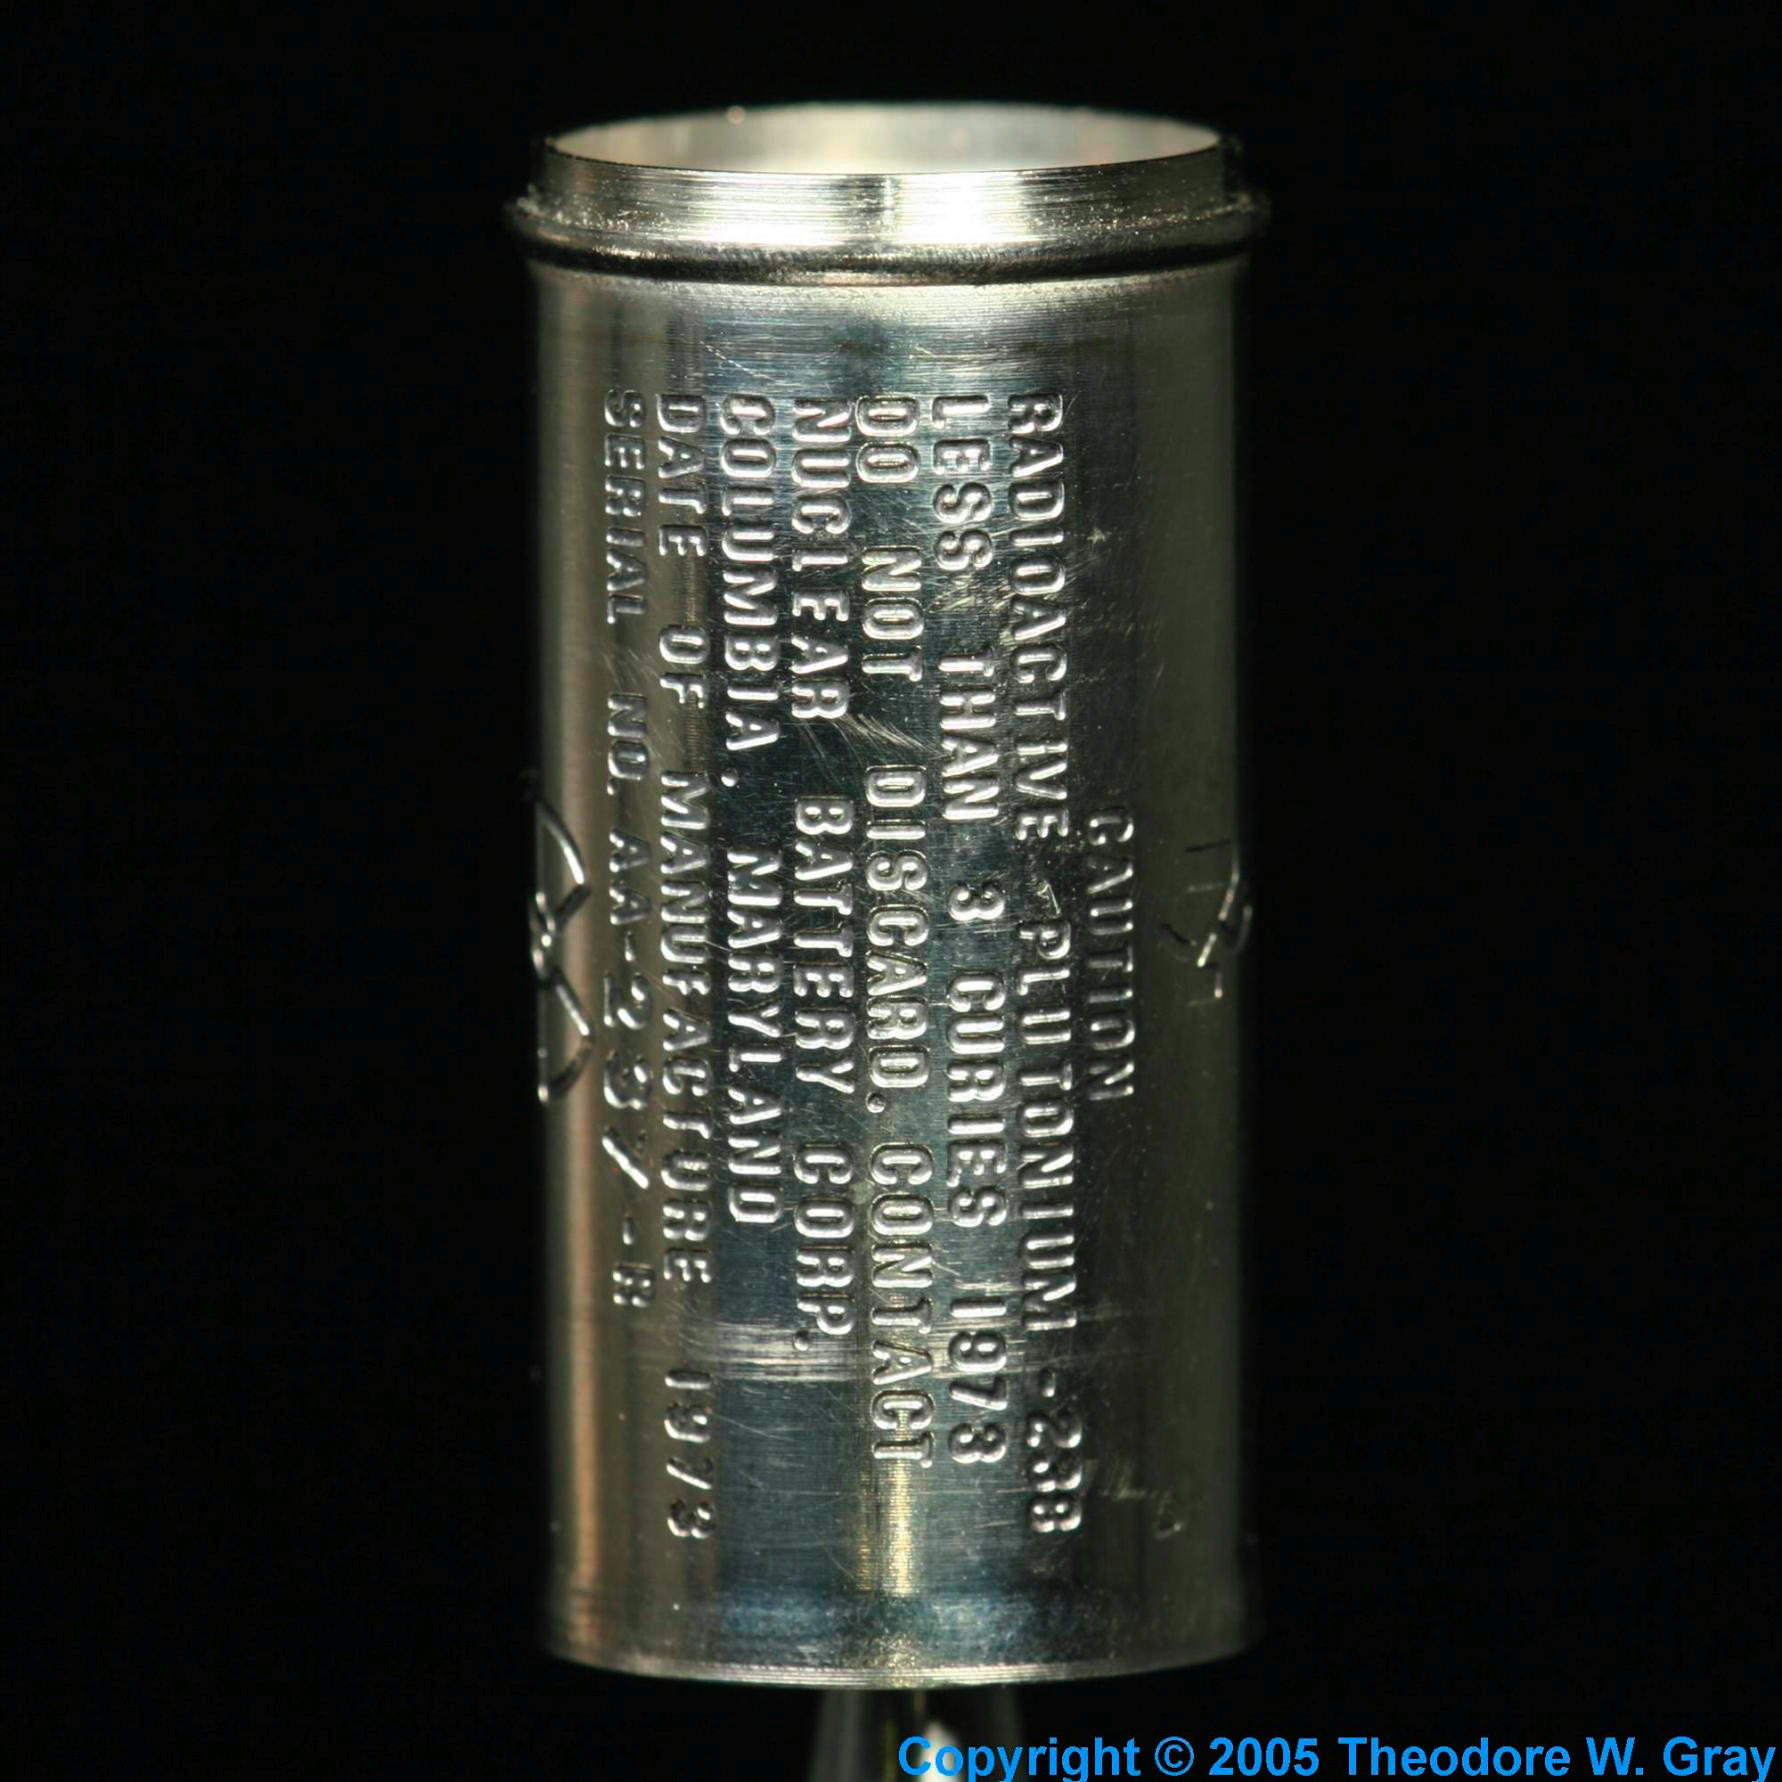 CAUTION
RADIOACTIVE-PLUTONIUM-238
LESS THAN 3 CURIES 1973
DO NOT DISCARD. CONTACT
NUCLEAR BATTERY CORP.
COLUMBIA, MARYLAND
DATE OF MANUFACTURE 1973
SERIAL NO. AA-237-B
Copyright © 2005 Theodore W. Gray